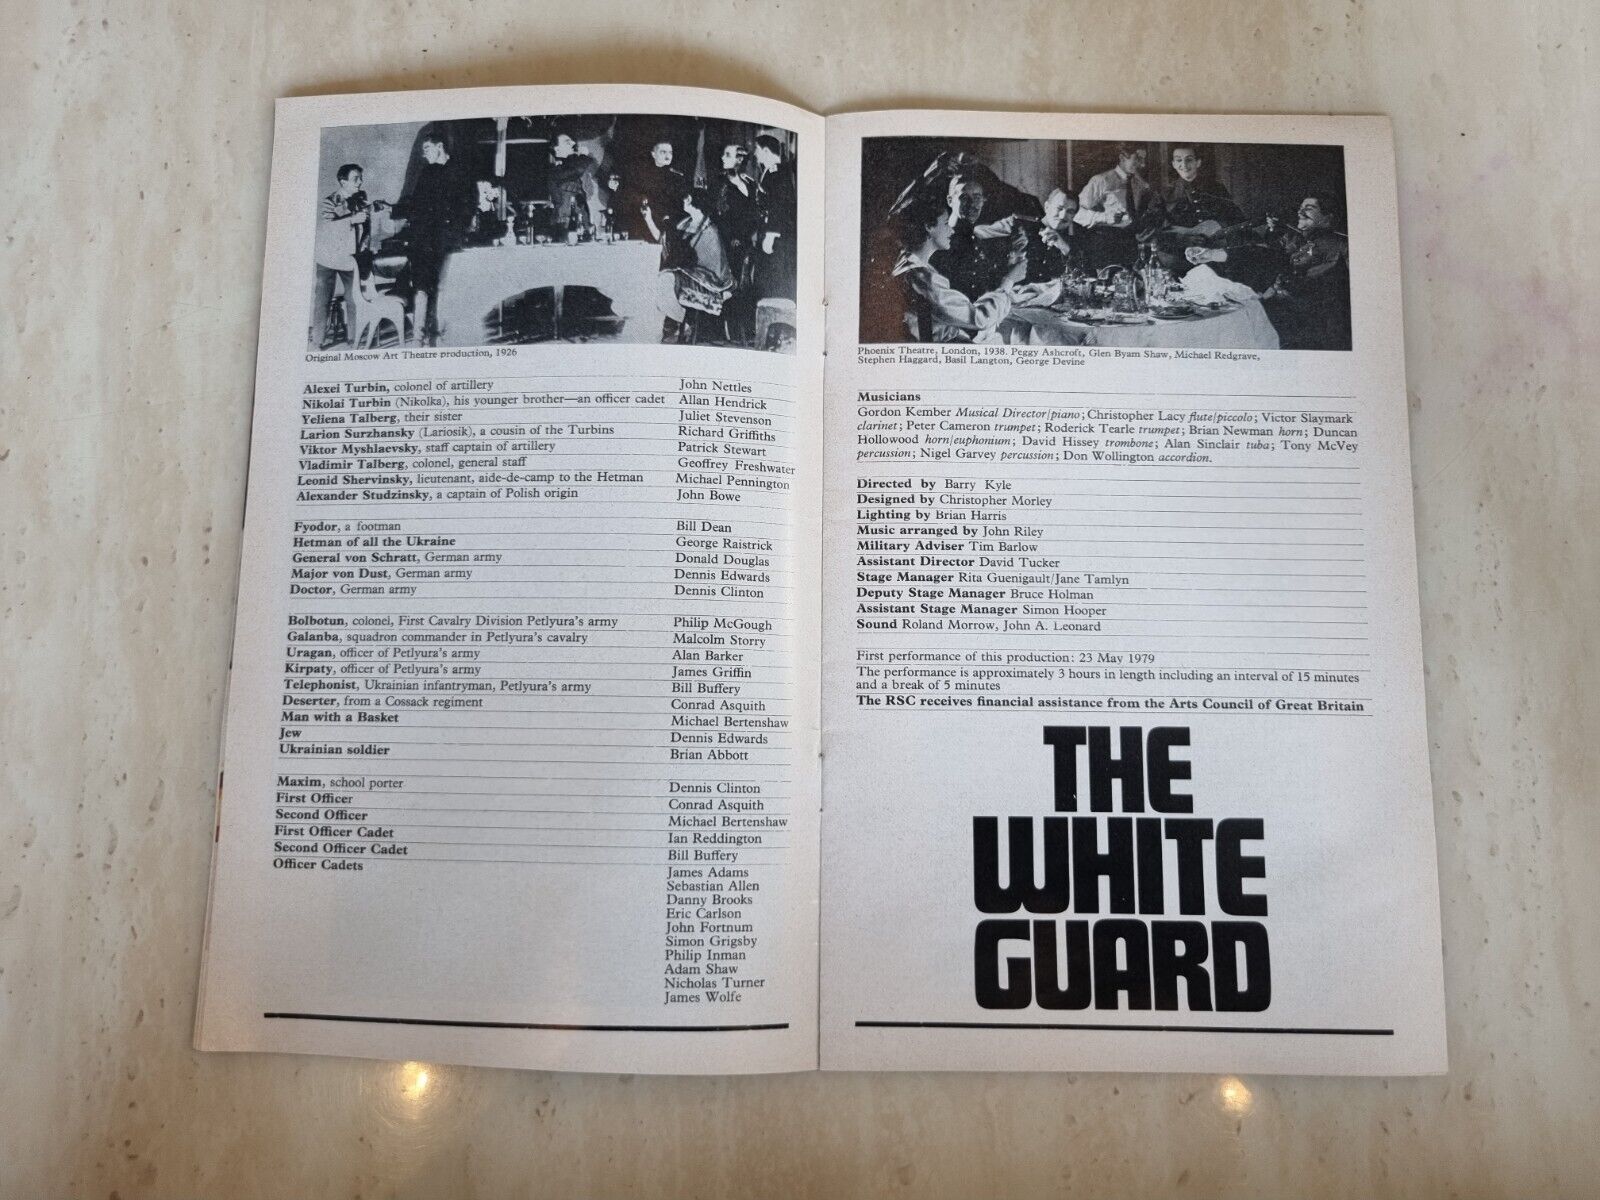 Original Moscow Art Theatre production, 1926
Alexei Turbin, colonel of artillery John Nettles
Nikolai Turbin (Nikolka), his younger brother—an officer cadet Allan Hendrick
Yeliena Talberg, their sister Juliet Stevenson
Larion Surzhansky (Lariosik), a cousin of the Turbins Richard Griffiths
Viktor Myshlaevsky, staff captain of artillery Patrick Stewart
Vladimir Talberg, colonel, general staff Geoffrey Freshwater
Leonid Shervinsky, lieutenant, aide-de-camp to the Hetman Michael Pennington
Alexander Studzinsky, a captain of Polish origin John Bowe
Fyodor, a footman Bill Dean
Hetman of all the Ukraine George Raistrick
General von Schratt, German army Donald Douglas
Major von Dust, German army Dennis Edwards
Doctor, German army Dennis Clinton
Bolbotun, colonel, First Cavalry Division Petlyura's army Philip McGough
Galanba, squadron commander in Petlyura's cavalry Malcolm Storry
Uragan, officer of Petlyura's army Alan Barker
Kirpaty, officer of Petlyura's army James Griffin
Telephonist, Ukrainian infantryman, Petlyura's army Bill Buffery
Deserter, from a Cossack regiment Conrad Asquith
Man with a Basket Michael Bertenshaw
Jew Dennis Edwards
Ukrainian soldier Brian Abbott
Maxim, school porter Dennis Clinton
First Officer Conrad Asquith
Second Officer Michael Bertenshaw
First Officer Cadet Ian Reddington
Second Officer Cadet Bill Buffery
Officer Cadets James Adams
Sebastian Allen
Danny Brooks
Eric Carlson
John Fortnum
Simon Grigsby
Philip Inman
Adam Shaw
Nicholas Turner
James Wolfe
Phoenix Theatre, London, 1938. Peggy Ashcroft, Glen Byam Shaw, Michael Redgrave,
Stephen Haggard, Basil Langton, George Devine
Musicians
Gordon Kember Musical Director/piano; Christopher Lacy flute/piccolo; Victor Slaymark
clarinet; Peter Cameron trumpet; Roderick Tearle trumpet; Brian Newman horn; Duncan
Hollowood horn/euphonium; David Hissey trombone; Alan Sinclair tuba; Tony McVey
percussion; Nigel Garvey percussion; Don Wollington accordion.
Directed by Barry Kyle
Designed by Christopher Morley
Lighting by Brian Harris
Music arranged by John Riley
Military Adviser Tim Barlow
Assistant Director David Tucker
Stage Manager Rita Guenigault/Jane Tamlyn
Deputy Stage Manager Bruce Holman
Assistant Stage Manager Simon Hooper
Sound Roland Morrow, John A. Leonard
First performance of this production: 23 May 1979
The performance is approximately 3 hours in length including an interval of 15 minutes
and a break of 5 minutes
The RSC receives financial assistance from the Arts Council of Great Britain
THE
WHITE
GUARD